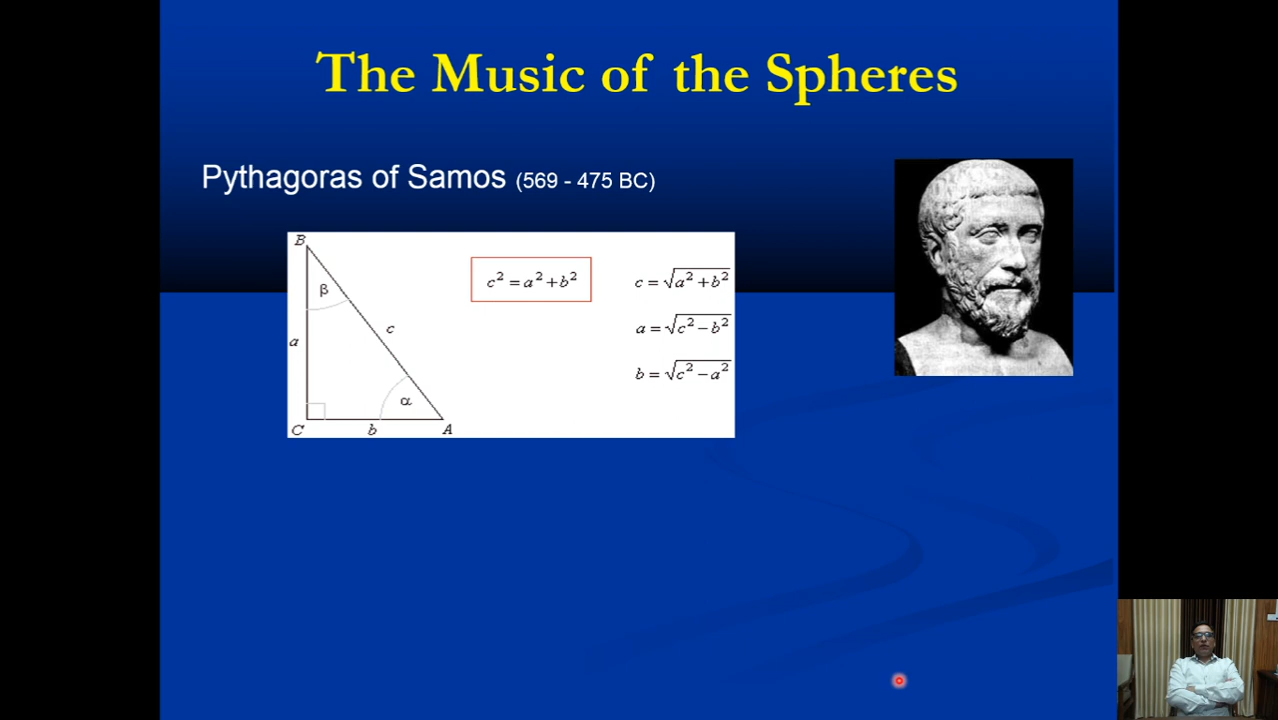 The Music of the Spheres
Pythagoras of Samos (569 - 475 BC)
B
β
a
c
α
C
b
A
c² = a² + b²
c = √(a² + b²)
a = √(c² − b²)
b = √(c² − a²)